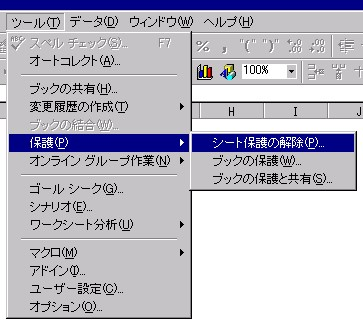 ツール(T) データ(D) ウィンドウ(W) ヘルプ(H)
スペル チェック(S)... F7
オートコレクト(A)...
ブックの共有(H)...
変更履歴の作成(T)
ブックの結合(W)...
保護(P)
オンライン グループ作業(N)
ゴール シーク(G)...
シナリオ(E)...
ワークシート分析(U)
マクロ(M)
アドイン(I)...
ユーザー設定(C)...
オプション(O)...
% , "(" ")" +.0 .00 .00 +.0
100%
H I J
シート保護の解除(P)...
ブックの保護(W)...
ブックの保護と共有(S)...